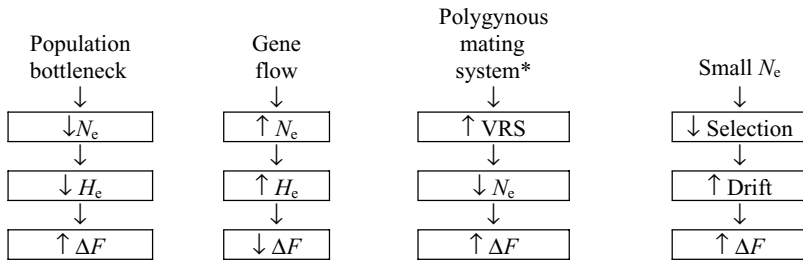 Population
bottleneck
↓
↓Nₑ
↓
↓ Hₑ
↓
↑ ΔF
Gene
flow
↓
↑ Nₑ
↓
↑ Hₑ
↓
↓ ΔF
Polygynous
mating
system*
↓
↑ VRS
↓
↓ Nₑ
↓
↑ ΔF
Small Nₑ
↓
↓ Selection
↓
↑ Drift
↓
↑ ΔF